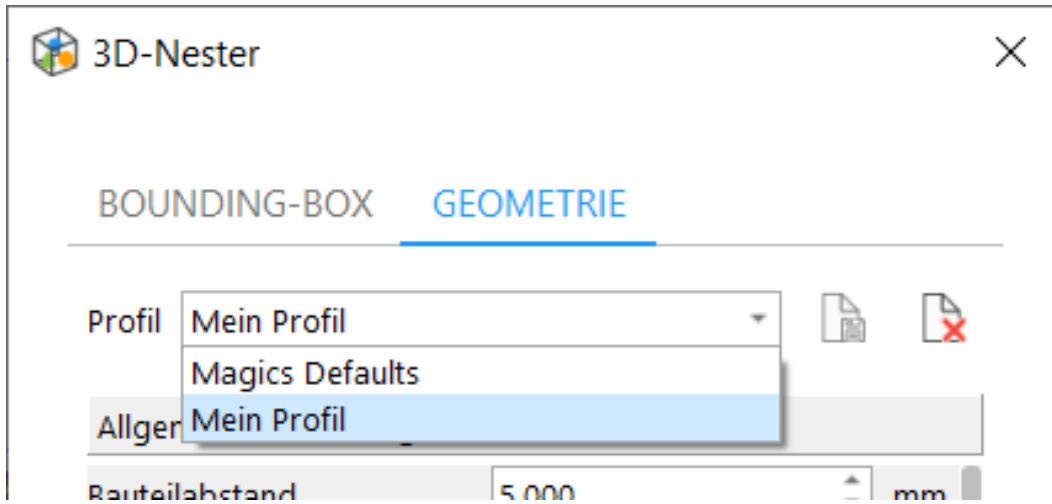 3D-Nester
BOUNDING-BOX GEOMETRIE
Profil Mein Profil
Magics Defaults
Mein Profil
Bauteilabstand 5,000 mm